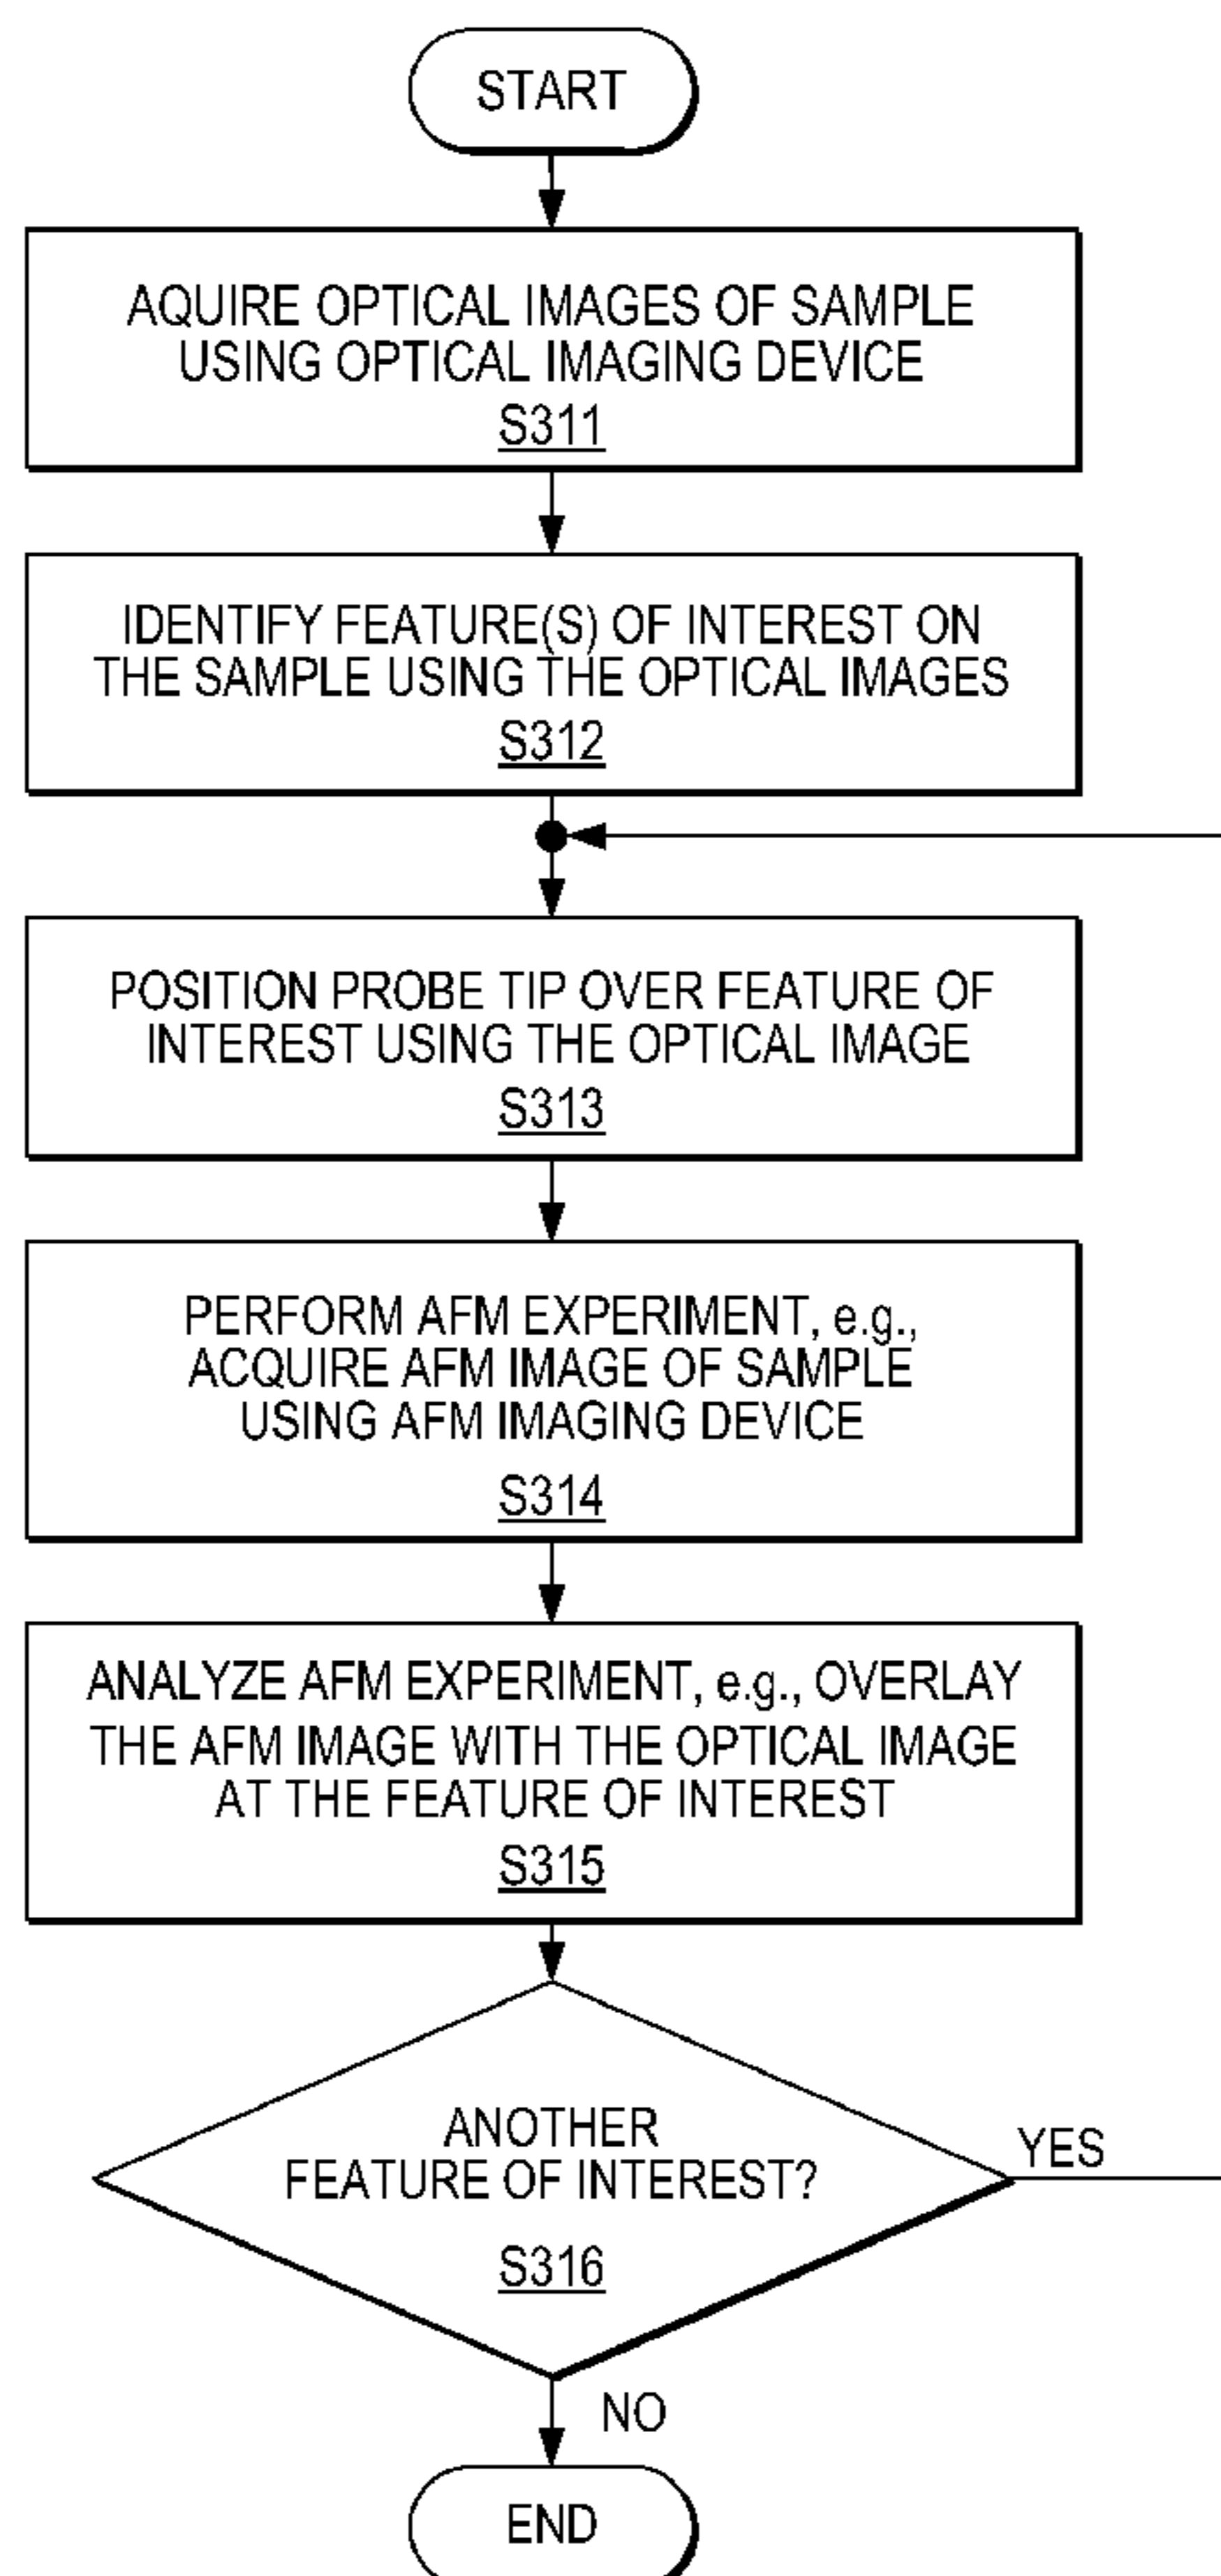 START
AQUIRE OPTICAL IMAGES OF SAMPLE
USING OPTICAL IMAGING DEVICE
S311
IDENTIFY FEATURE(S) OF INTEREST ON
THE SAMPLE USING THE OPTICAL IMAGES
S312
POSITION PROBE TIP OVER FEATURE OF
INTEREST USING THE OPTICAL IMAGE
S313
PERFORM AFM EXPERIMENT, e.g.,
ACQUIRE AFM IMAGE OF SAMPLE
USING AFM IMAGING DEVICE
S314
ANALYZE AFM EXPERIMENT, e.g., OVERLAY
THE AFM IMAGE WITH THE OPTICAL IMAGE
AT THE FEATURE OF INTEREST
S315
ANOTHER
FEATURE OF INTEREST?
S316
YES
NO
END